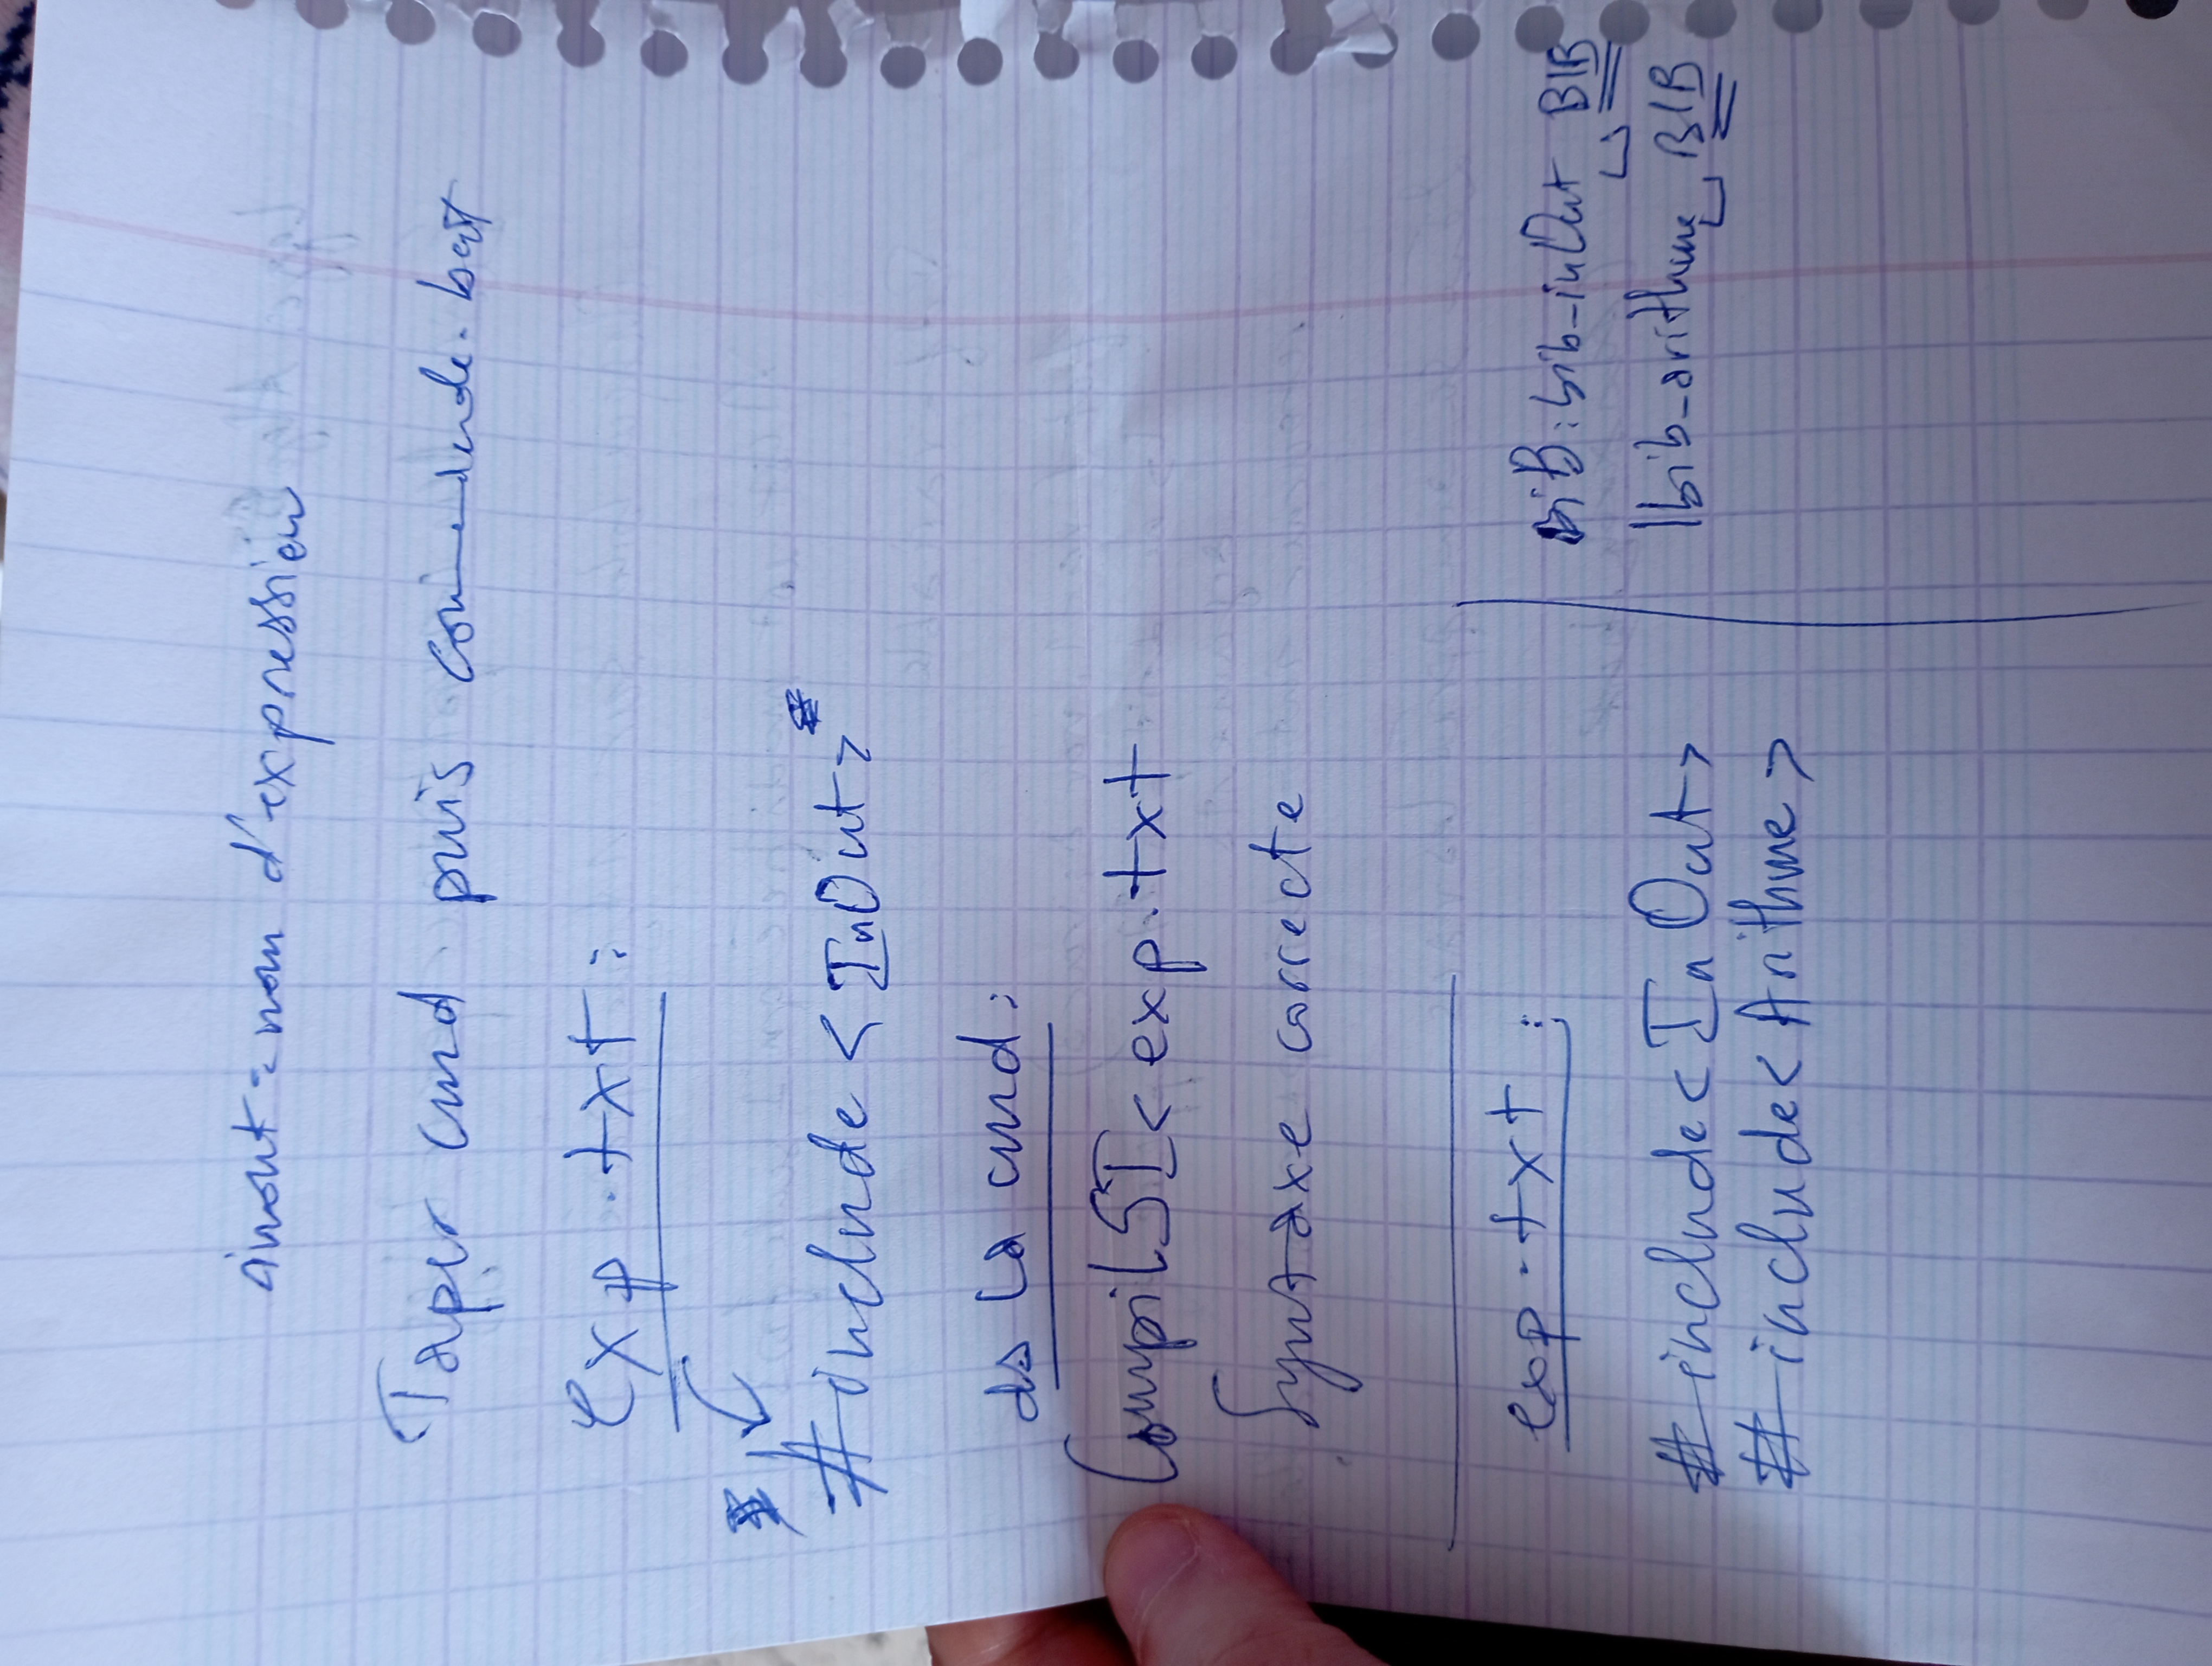 inout = nom d'expression
Taper cmd puis commande.bat
exp.txt :
#include <InOut>
ds la cmd :
CompilSI < exp.txt
Syntaxe correcte
exp.txt :
# include < InOut >
# include < Arithme >
BiB : bib_inOut BIB
| bib_arithme BIB